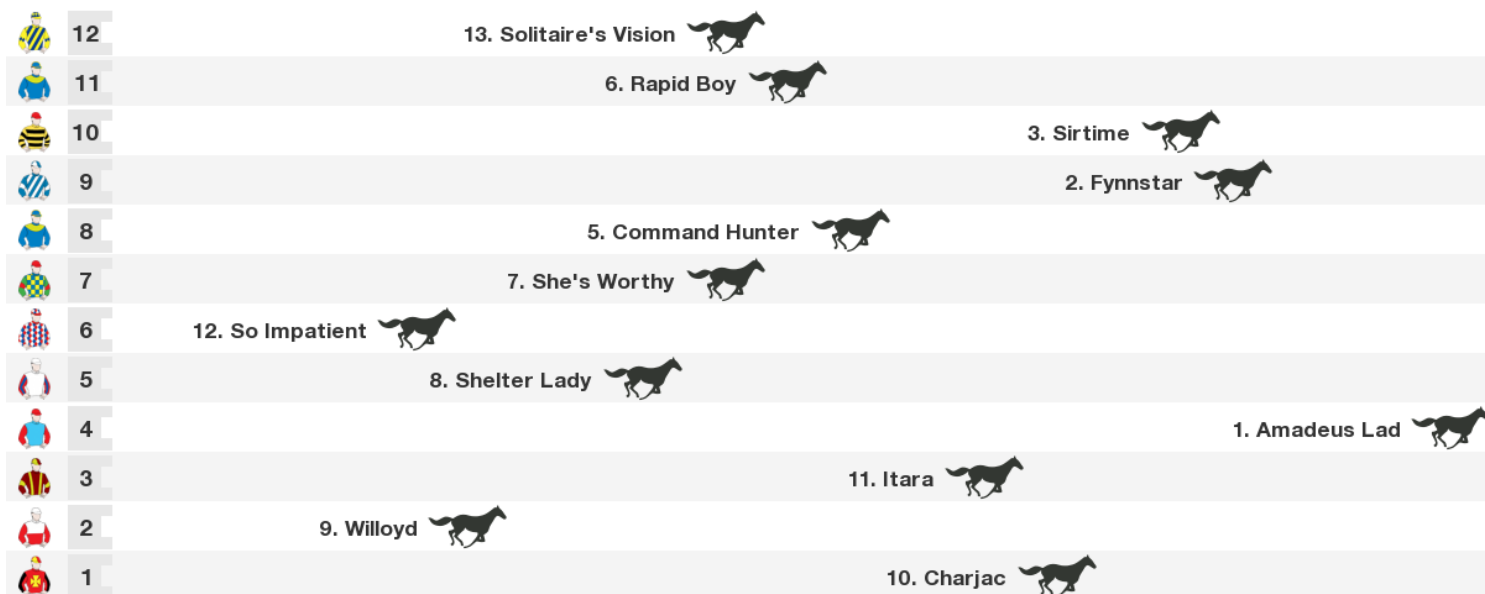 12 13. Solitaire's Vision
11 6. Rapid Boy
10 3. Sirtime
9 2. Fynnstar
8 5. Command Hunter
7 7. She's Worthy
6 12. So Impatient
5 8. Shelter Lady
4 1. Amadeus Lad
3 11. Itara
2 9. Willoyd
1 10. Charjac